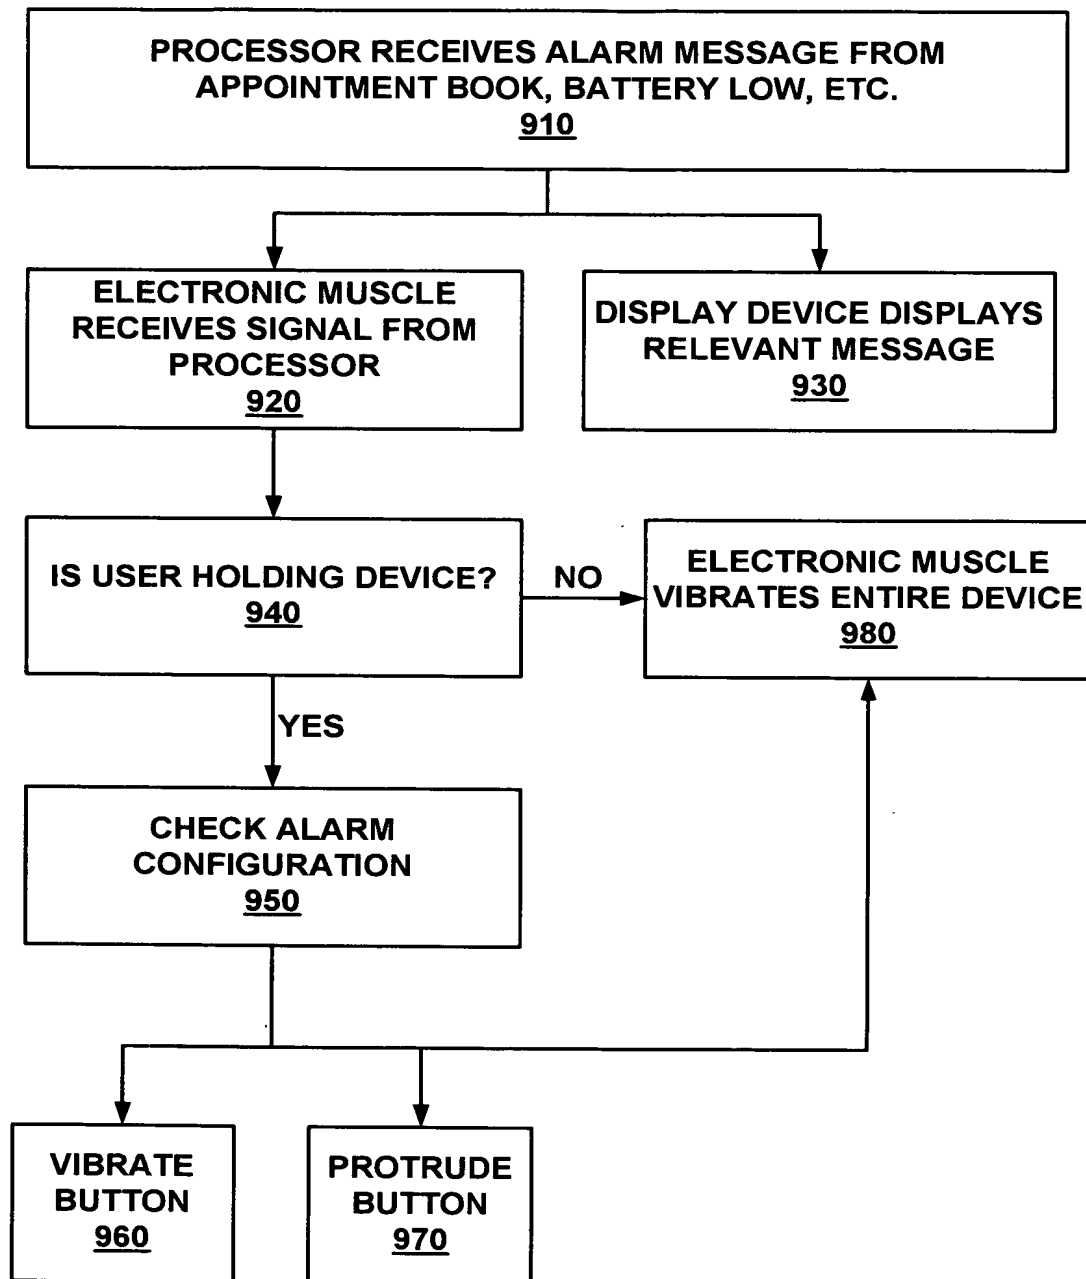 PROCESSOR RECEIVES ALARM MESSAGE FROM
APPOINTMENT BOOK, BATTERY LOW, ETC.
910
ELECTRONIC MUSCLE
RECEIVES SIGNAL FROM
PROCESSOR
920
DISPLAY DEVICE DISPLAYS
RELEVANT MESSAGE
930
IS USER HOLDING DEVICE?
940
NO
ELECTRONIC MUSCLE
VIBRATES ENTIRE DEVICE
980
YES
CHECK ALARM
CONFIGURATION
950
VIBRATE
BUTTON
960
PROTRUDE
BUTTON
970